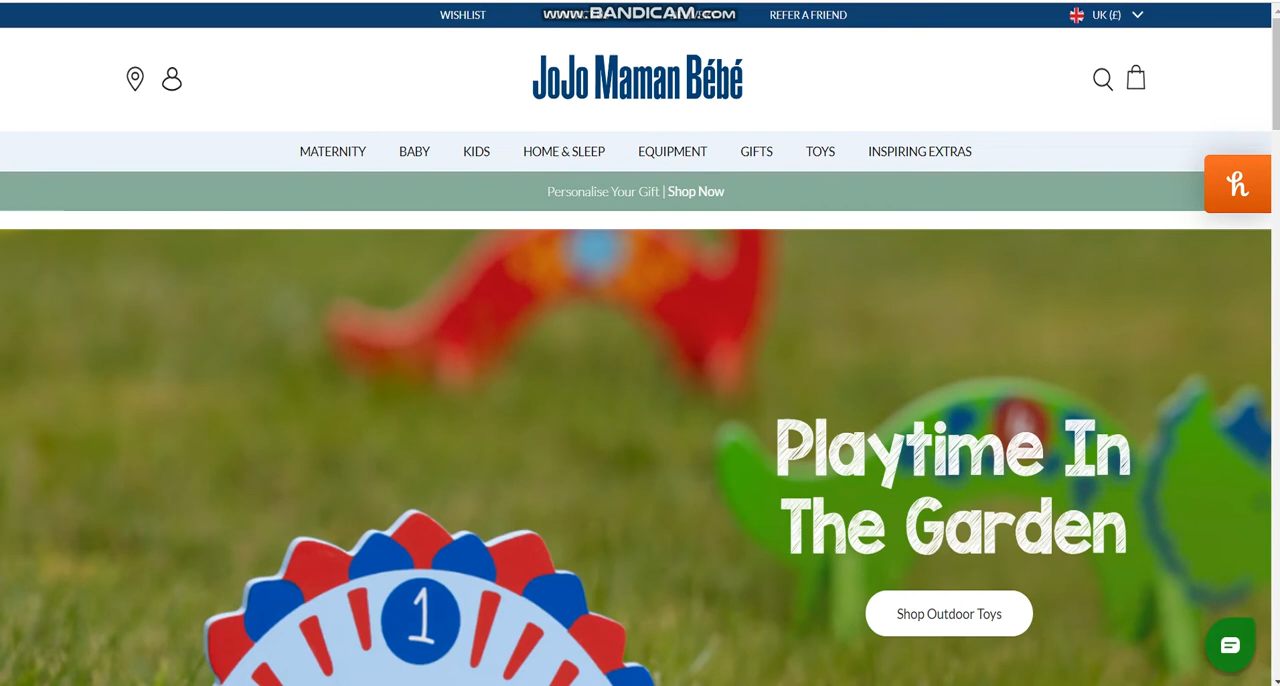 WISHLIST
www.BANDICAM.com
REFER A FRIEND
UK (£)
JoJo Maman Bébé
MATERNITY
BABY
KIDS
HOME & SLEEP
EQUIPMENT
GIFTS
TOYS
INSPIRING EXTRAS
Personalise Your Gift | Shop Now
h
Playtime In
The Garden
Shop Outdoor Toys
1